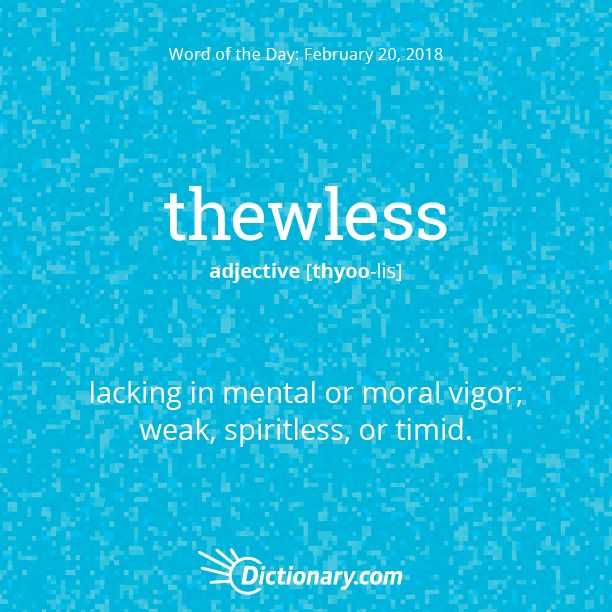 Word of the Day: February 20, 2018
thewless
adjective [thyoo-lis]
lacking in mental or moral vigor;
weak, spiritless, or timid.
Dictionary.com